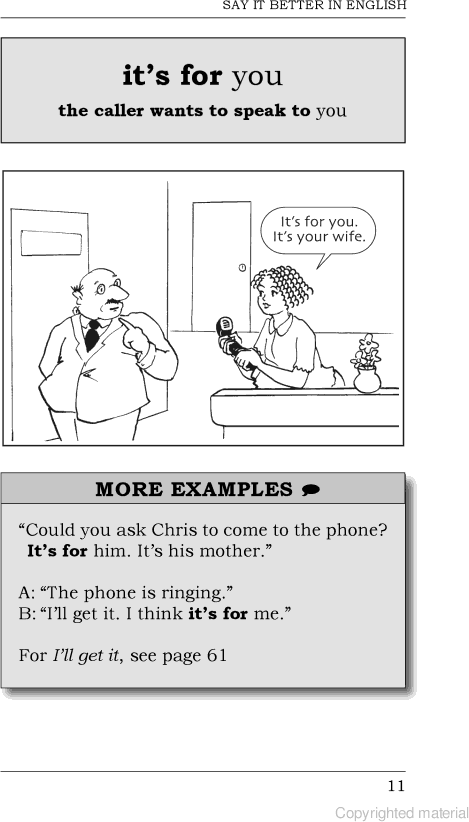 SAY IT BETTER IN ENGLISH
it's for you
the caller wants to speak to you
It's for you.
It's your wife.
MORE EXAMPLES
“Could you ask Chris to come to the phone?
It's for him. It's his mother.”
A: “The phone is ringing.”
B: “I'll get it. I think it's for me.”
For I'll get it, see page 61
11
Copyrighted material